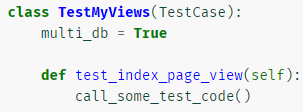 class TestMyViews(TestCase):
    multi_db = True
    def test_index_page_view(self):
        call_some_test_code()